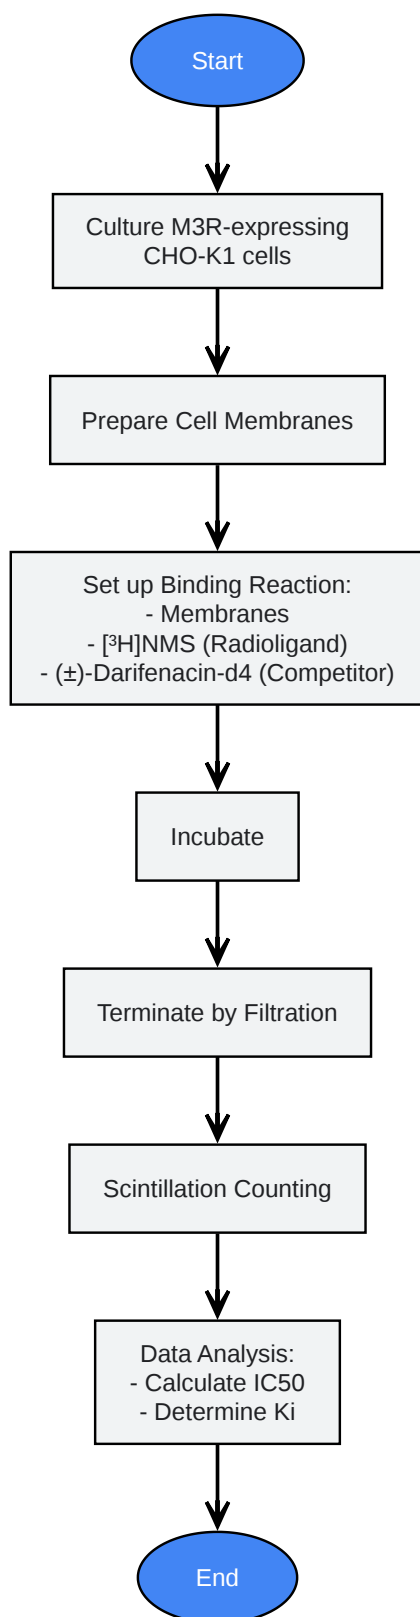 Start
Culture M3R-expressing
CHO-K1 cells
Prepare Cell Membranes
Set up Binding Reaction:
- Membranes
- [³H]NMS (Radioligand)
- (±)-Darifenacin-d4 (Competitor)
Incubate
Terminate by Filtration
Scintillation Counting
Data Analysis:
- Calculate IC50
- Determine Ki
End